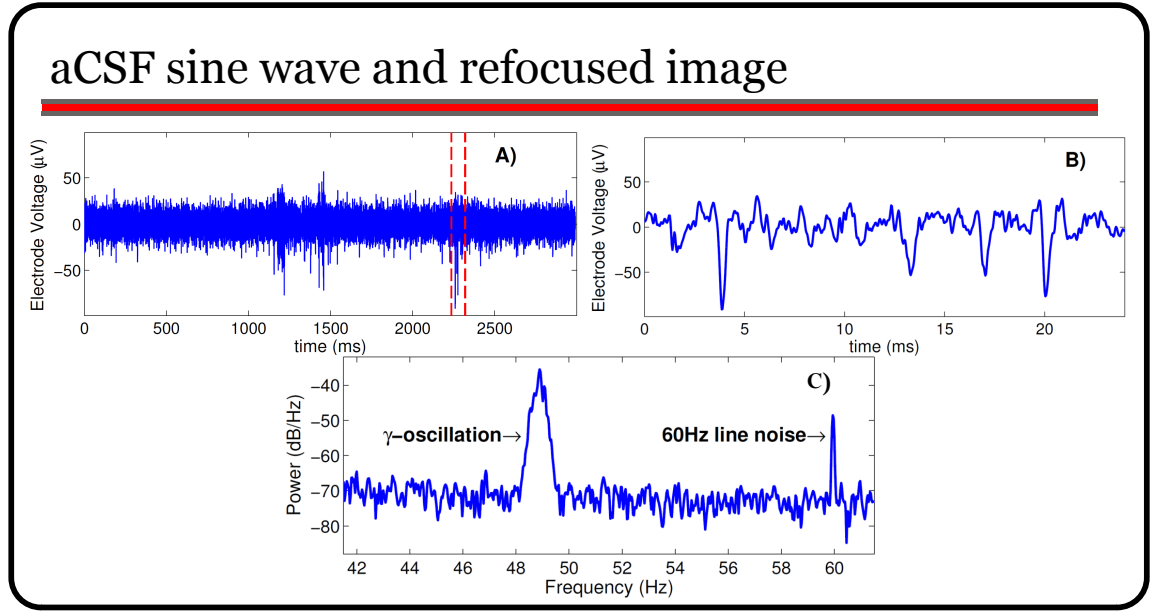 aCSF sine wave and refocused image
A)
Electrode Voltage (μV)
50
0
−50
0 500 1000 1500 2000 2500
time (ms)
B)
Electrode Voltage (μV)
50
0
−50
0 5 10 15 20
time (ms)
C)
Power (dB/Hz)
−40
−50
−60
−70
−80
γ−oscillation→
60Hz line noise→
42 44 46 48 50 52 54 56 58 60
Frequency (Hz)